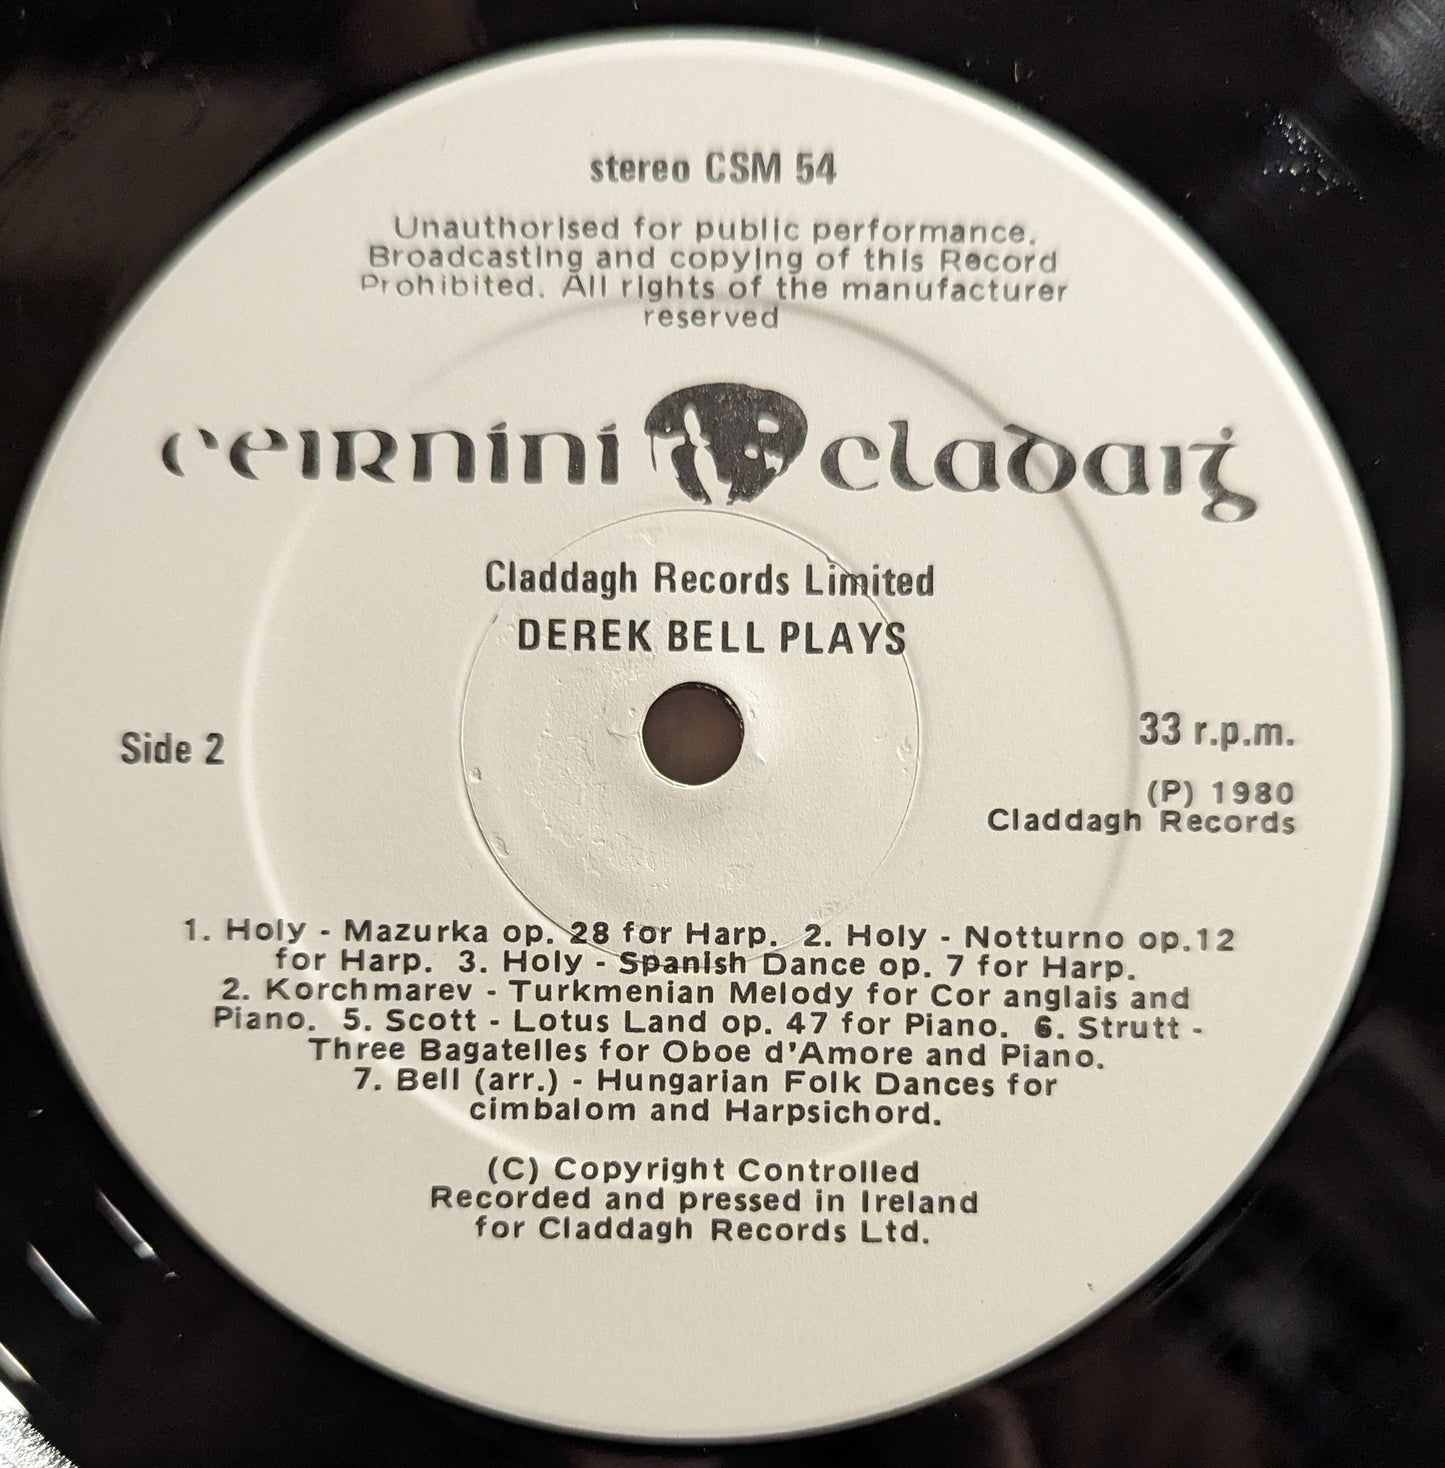 stereo CSM 54
Unauthorised for public performance.
Broadcasting and copying of this Record
Prohibited. All rights of the manufacturer
reserved
ceirníní cladaiġ
Claddagh Records Limited
DEREK BELL PLAYS
Side 2
33 r.p.m.
(P) 1980
Claddagh Records
1. Holy - Mazurka op. 28 for Harp. 2. Holy - Notturno op.12
for Harp. 3. Holy - Spanish Dance op. 7 for Harp.
2. Korchmarev - Turkmenian Melody for Cor anglais and
Piano. 5. Scott - Lotus Land op. 47 for Piano. 6. Strutt -
Three Bagatelles for Oboe d'Amore and Piano.
7. Bell (arr.) - Hungarian Folk Dances for
cimbalom and Harpsichord.
(C) Copyright Controlled
Recorded and pressed in Ireland
for Claddagh Records Ltd.